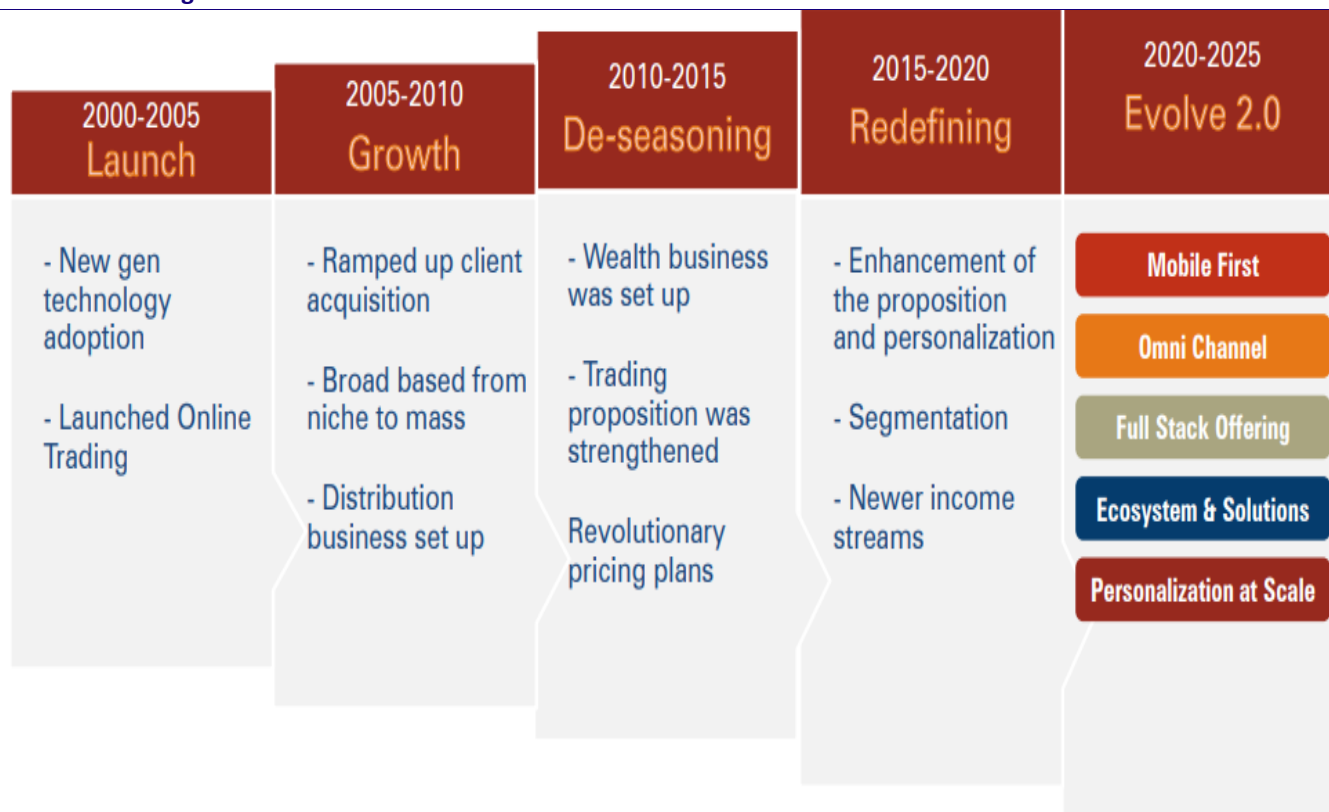 2000-2005
Launch
- New gen
technology
adoption
- Launched Online
Trading
2005-2010
Growth
- Ramped up client
acquisition
- Broad based from
niche to mass
- Distribution
business set up
2010-2015
De-seasoning
- Wealth business
was set up
- Trading
proposition was
strengthened
Revolutionary
pricing plans
2015-2020
Redefining
- Enhancement of
the proposition
and personalization
- Segmentation
- Newer income
streams
2020-2025
Evolve 2.0
Mobile First
Omni Channel
Full Stack Offering
Ecosystem & Solutions
Personalization at Scale